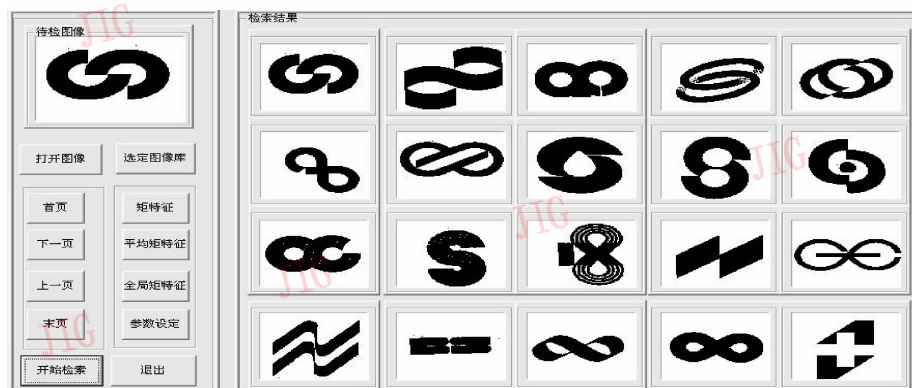 待检图像
打开图像
选定图像库
首页
矩特征
下一页
平均矩特征
上一页
全局矩特征
末页
参数设定
开始检索
退出
检索结果
JIG
JIG
JIG
JIG
JIG